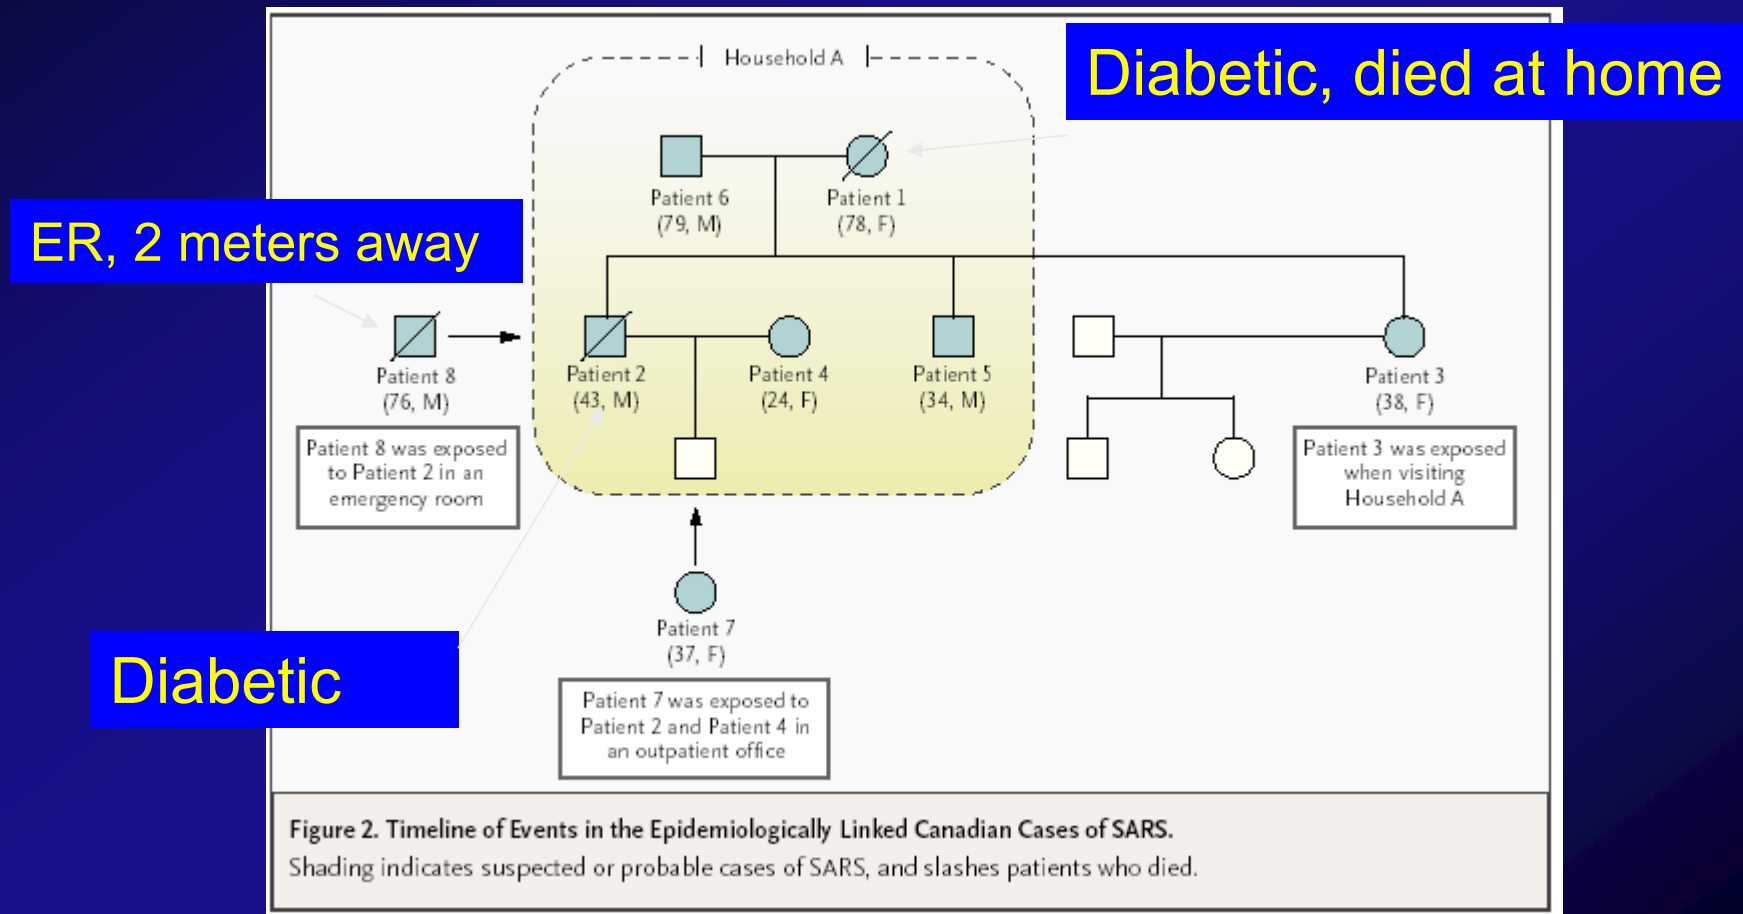 Household A
Diabetic, died at home
Patient 6
(79, M)
Patient 1
(78, F)
ER, 2 meters away
Patient 8
(76, M)
Patient 2
(43, M)
Patient 4
(24, F)
Patient 5
(34, M)
Patient 3
(38, F)
Patient 8 was exposed
to Patient 2 in an
emergency room
Patient 3 was exposed
when visiting
Household A
Patient 7
(37, F)
Diabetic
Patient 7 was exposed to
Patient 2 and Patient 4 in
an outpatient office
Figure 2. Timeline of Events in the Epidemiologically Linked Canadian Cases of SARS.
Shading indicates suspected or probable cases of SARS, and slashes patients who died.